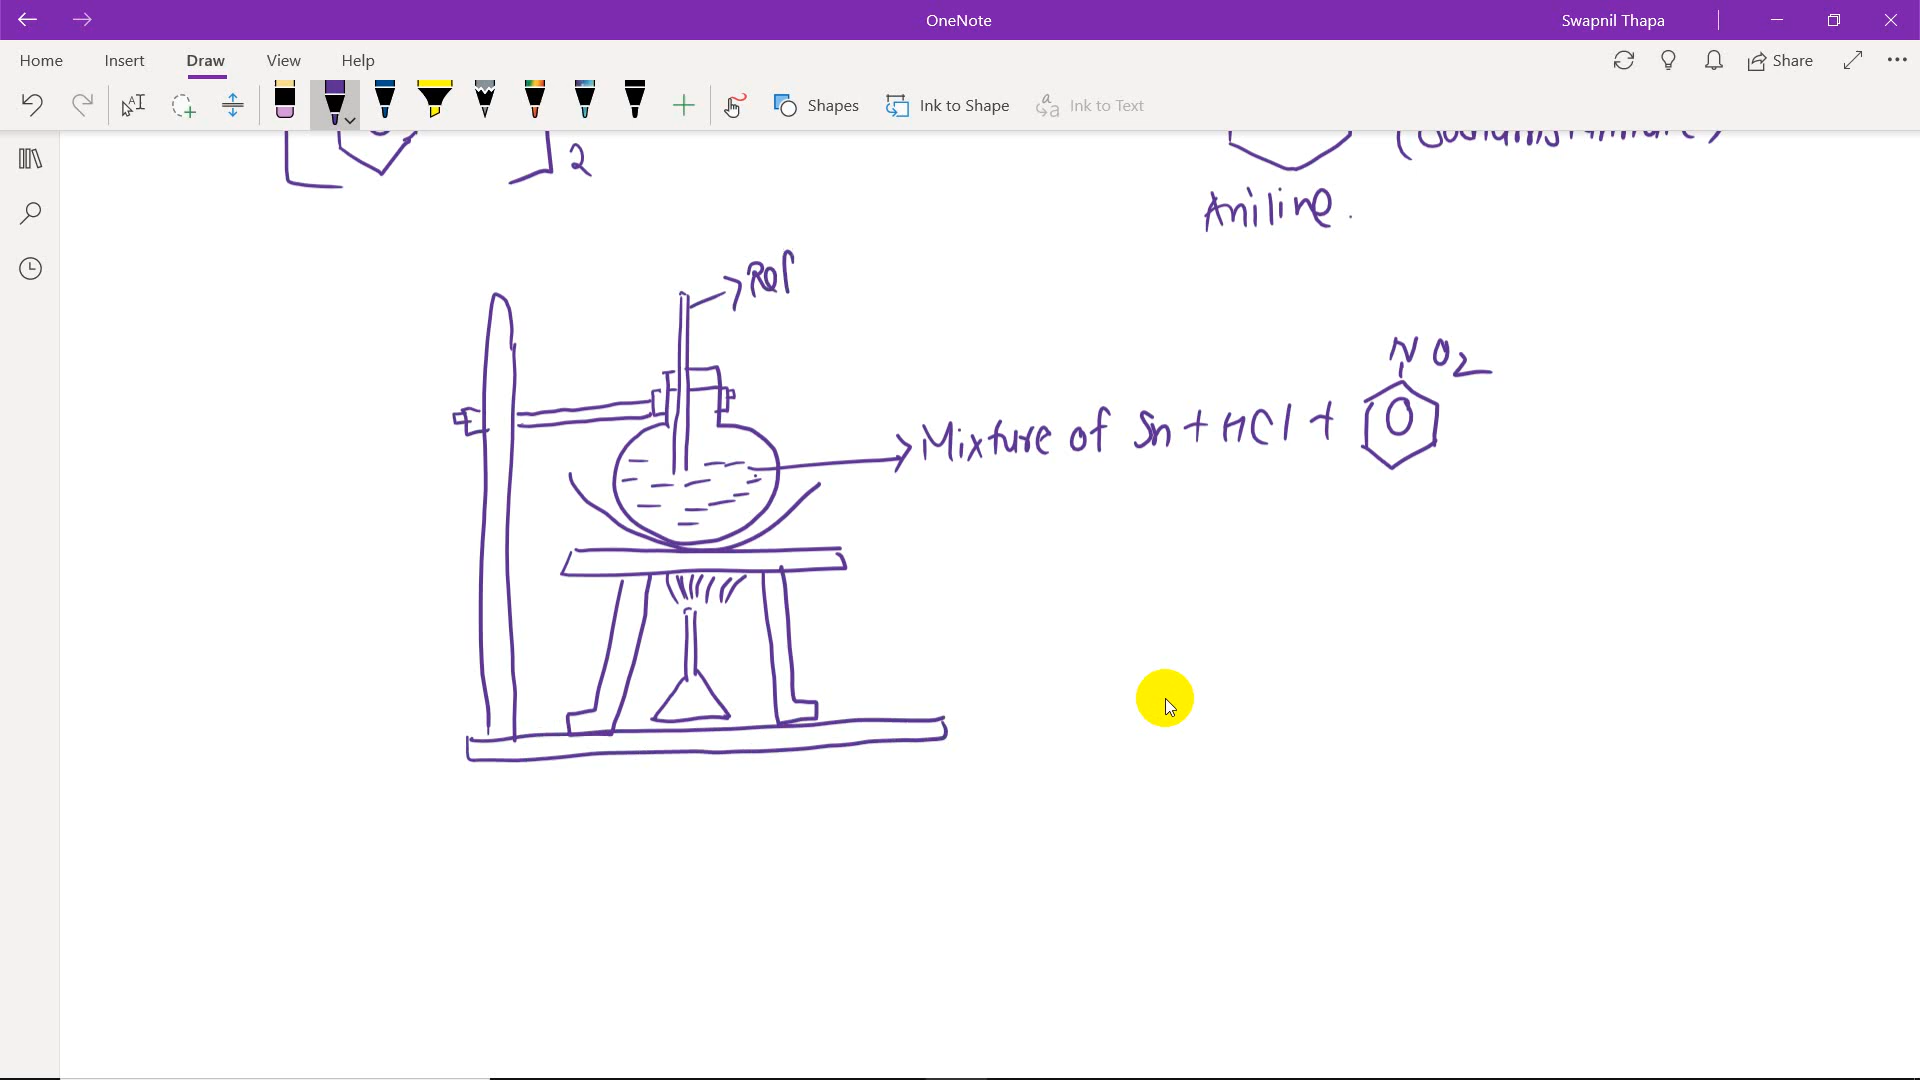 OneNote
Swapnil Thapa
Home Insert Draw View Help
Share
Shapes Ink to Shape Ink to Text
2
Aniline.
Mixture of Sn + HCl +
NO2